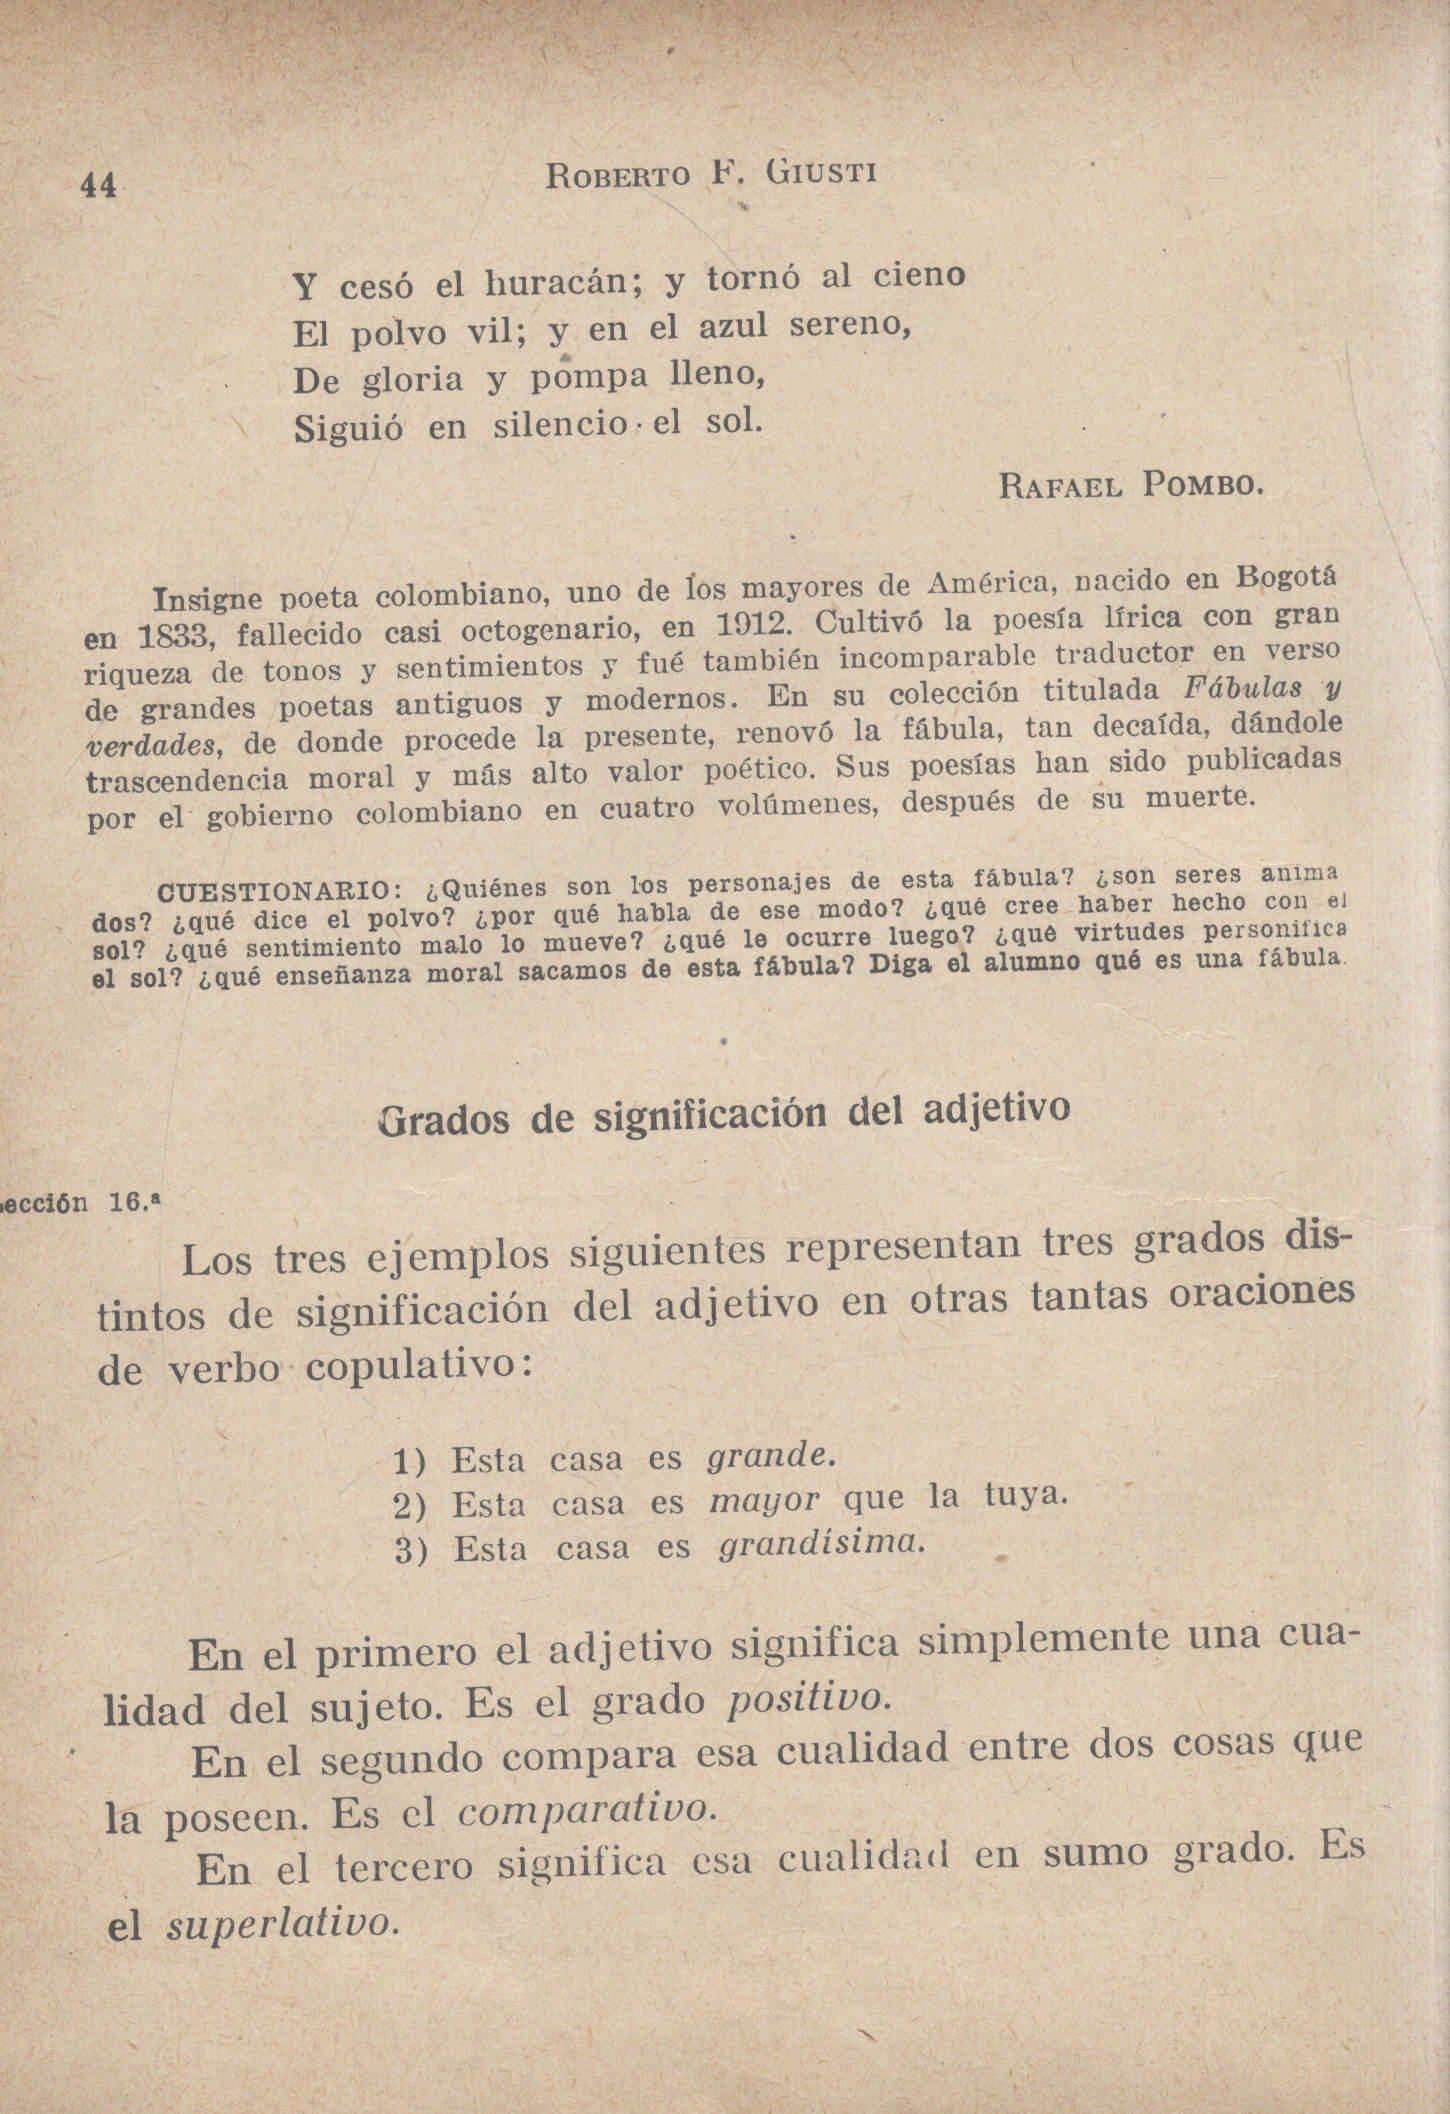 44
ROBERTO F. GIUSTI
Y cesó el huracán; y tornó al cieno
El polvo vil; y en el azul sereno,
De gloria y pompa lleno,
Siguió en silencio el sol.
RAFAEL POMBO.
Insigne poeta colombiano, uno de los mayores de América, nacido en Bogotá
en 1833, fallecido casi octogenario, en 1912. Cultivó la poesía lírica con gran
riqueza de tonos y sentimientos y fué también incomparable traductor en verso
de grandes poetas antiguos y modernos. En su colección titulada Fábulas y
verdades, de donde procede la presente, renovó la fábula, tan decaída, dándole
trascendencia moral y más alto valor poético. Sus poesías han sido publicadas
por el gobierno colombiano en cuatro volúmenes, después de su muerte.
CUESTIONARIO: ¿Quiénes son los personajes de esta fábula? ¿son seres anima
dos? ¿qué dice el polvo? ¿por qué habla de ese modo? ¿qué cree haber hecho con el
sol? ¿qué sentimiento malo lo mueve? ¿qué le ocurre luego? ¿qué virtudes personifica
el sol? ¿qué enseñanza moral sacamos de esta fábula? Diga el alumno qué es una fábula.
Grados de significación del adjetivo
ección 16.ª
Los tres ejemplos siguientes representan tres grados dis-
tintos de significación del adjetivo en otras tantas oraciones
de verbo copulativo:
1) Esta casa es grande.
2) Esta casa es mayor que la tuya.
3) Esta casa es grandísima.
En el primero el adjetivo significa simplemente una cua-
lidad del sujeto. Es el grado positivo.
En el segundo compara esa cualidad entre dos cosas que
la poseen. Es el comparativo.
En el tercero significa esa cualidad en sumo grado. Es
el superlativo.